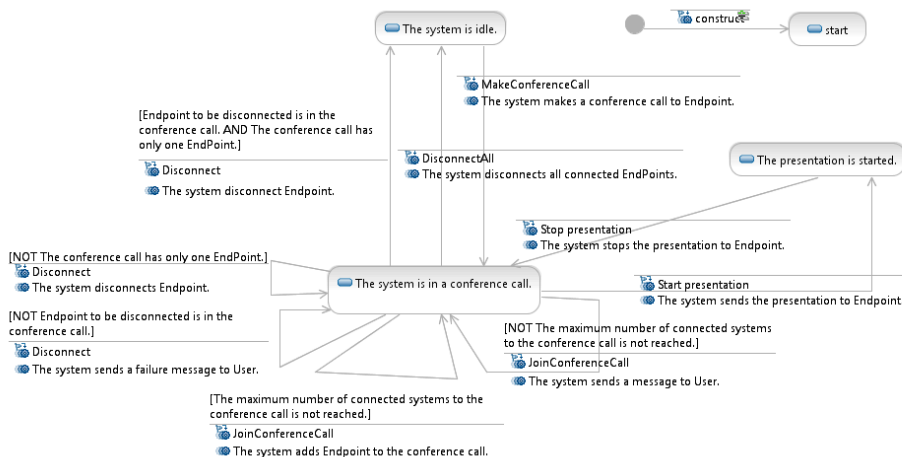 The system is idle.
construct
start
MakeConferenceCall
The system makes a conference call to Endpoint.
[Endpoint to be disconnected is in the
conference call. AND The conference call has
only one EndPoint.]
Disconnect
The system disconnect Endpoint.
DisconnectAll
The system disconnects all connected EndPoints.
The presentation is started.
Stop presentation
The system stops the presentation to Endpoint.
[NOT The conference call has only one EndPoint.]
Disconnect
The system disconnects Endpoint.
The system is in a conference call.
Start presentation
The system sends the presentation to Endpoint
[NOT Endpoint to be disconnected is in the
conference call.]
Disconnect
The system sends a failure message to User.
[NOT The maximum number of connected systems
to the conference call is not reached.]
JoinConferenceCall
The system sends a message to User.
[The maximum number of connected systems to the
conference call is not reached.]
JoinConferenceCall
The system adds Endpoint to the conference call.